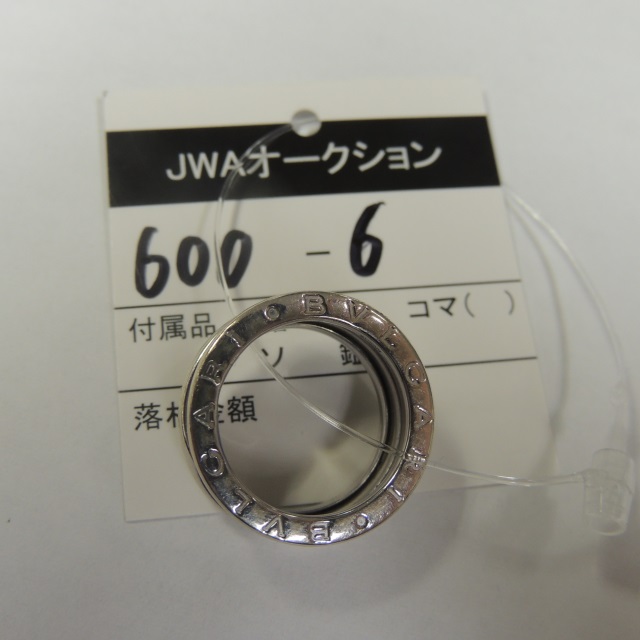 JWAオークション
600 - 6
付属品 コマ( )
ソ
落札金額
BVLGARI • BVLGARI •